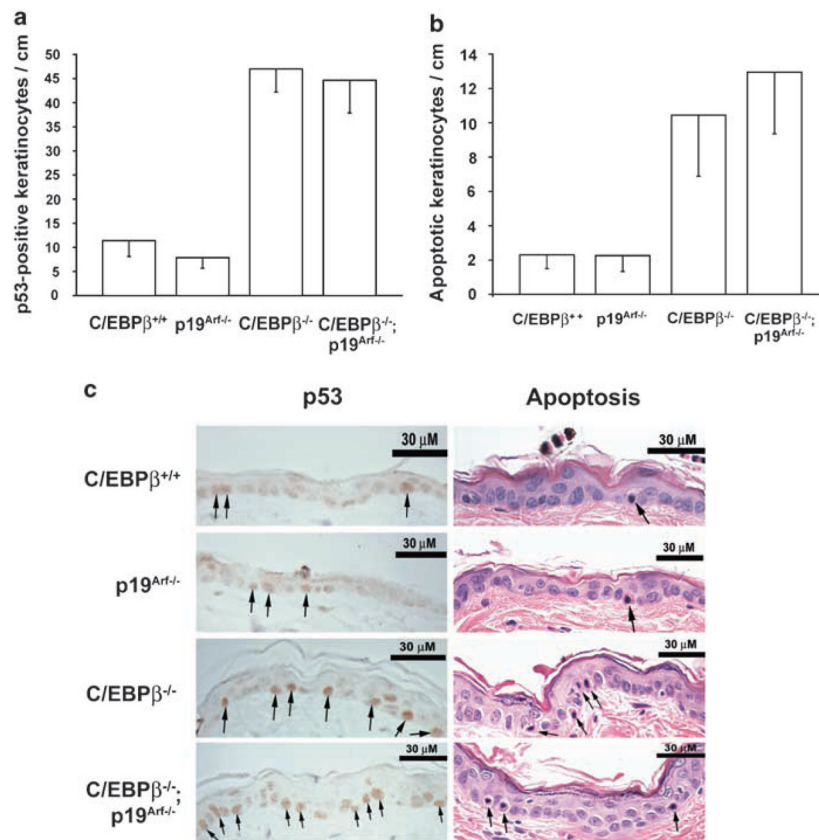 a
p53-positive keratinocytes / cm
50
45
40
35
30
25
20
15
10
5
0
C/EBPβ+/+
p19Arf-/-
C/EBPβ-/-
C/EBPβ-/-;
p19Arf-/-
b
Apoptotic keratinocytes / cm
14
12
10
8
6
4
2
0
C/EBPβ++
p19Arf-/-
C/EBPβ-/-
C/EBPβ-/-;
p19Arf-/-
c
p53
Apoptosis
C/EBPβ+/+
30 μM
30 μM
p19Arf-/-
30 μM
30 μM
C/EBPβ-/-
30 μM
30 μM
C/EBPβ-/-;
p19Arf-/-
30 μM
30 μM